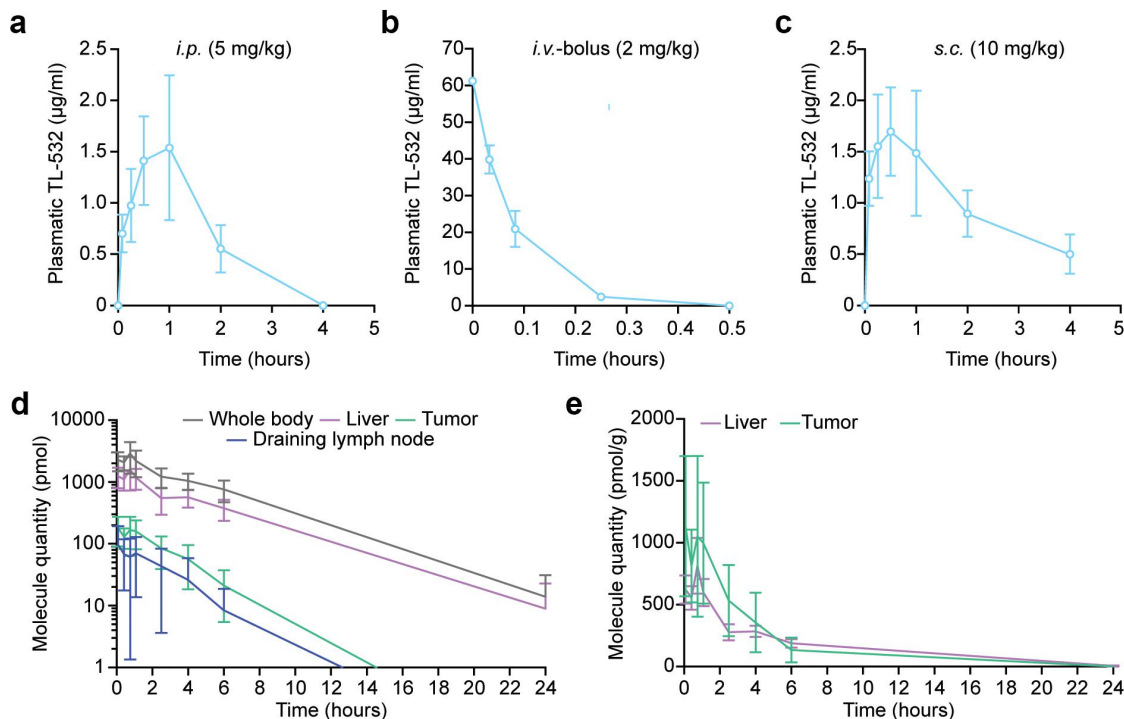 a
i.p. (5 mg/kg)
Plasmatic TL-532 (µg/ml)
2.5
2.0
1.5
1.0
0.5
0
0 1 2 3 4 5
Time (hours)
b
i.v.-bolus (2 mg/kg)
Plasmatic TL-532 (µg/ml)
70
60
50
40
30
20
10
0
0 0.1 0.2 0.3 0.4 0.5
Time (hours)
c
s.c. (10 mg/kg)
Plasmatic TL-532 (µg/ml)
2.5
2.0
1.5
1.0
0.5
0
0 1 2 3 4 5
Time (hours)
d
Whole body Liver Tumor
Draining lymph node
Molecule quantity (pmol)
10000
1000
100
10
1
0 2 4 6 8 10 12 14 16 18 20 22 24
Time (hours)
e
Liver Tumor
Molecule quantity (pmol/g)
2000
1500
1000
500
0
0 2 4 6 8 10 12 14 16 18 20 22 24
Time (hours)